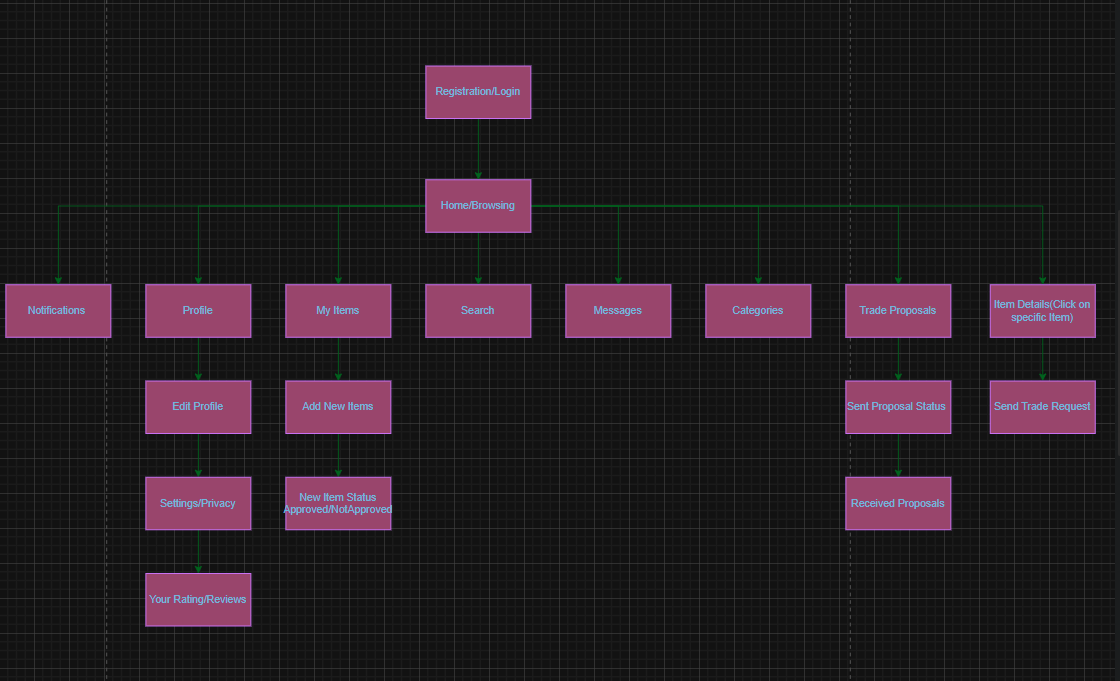 Registration/Login
Home/Browsing
Notifications
Profile
My Items
Search
Messages
Categories
Trade Proposals
Item Details(Click on
specific Item)
Edit Profile
Add New Items
Sent Proposal Status
Send Trade Request
Settings/Privacy
New Item Status
Approved/NotApproved
Received Proposals
Your Rating/Reviews